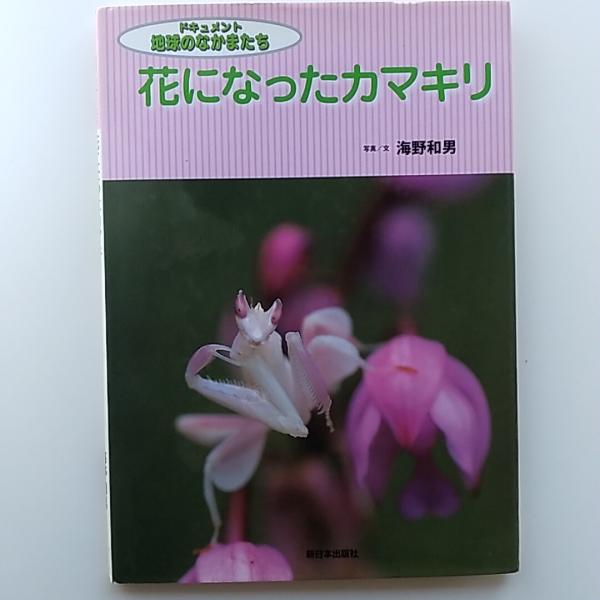 ドキュメント
地球のなかまたち
花になったカマキリ
写真/文 海野和男
新日本出版社